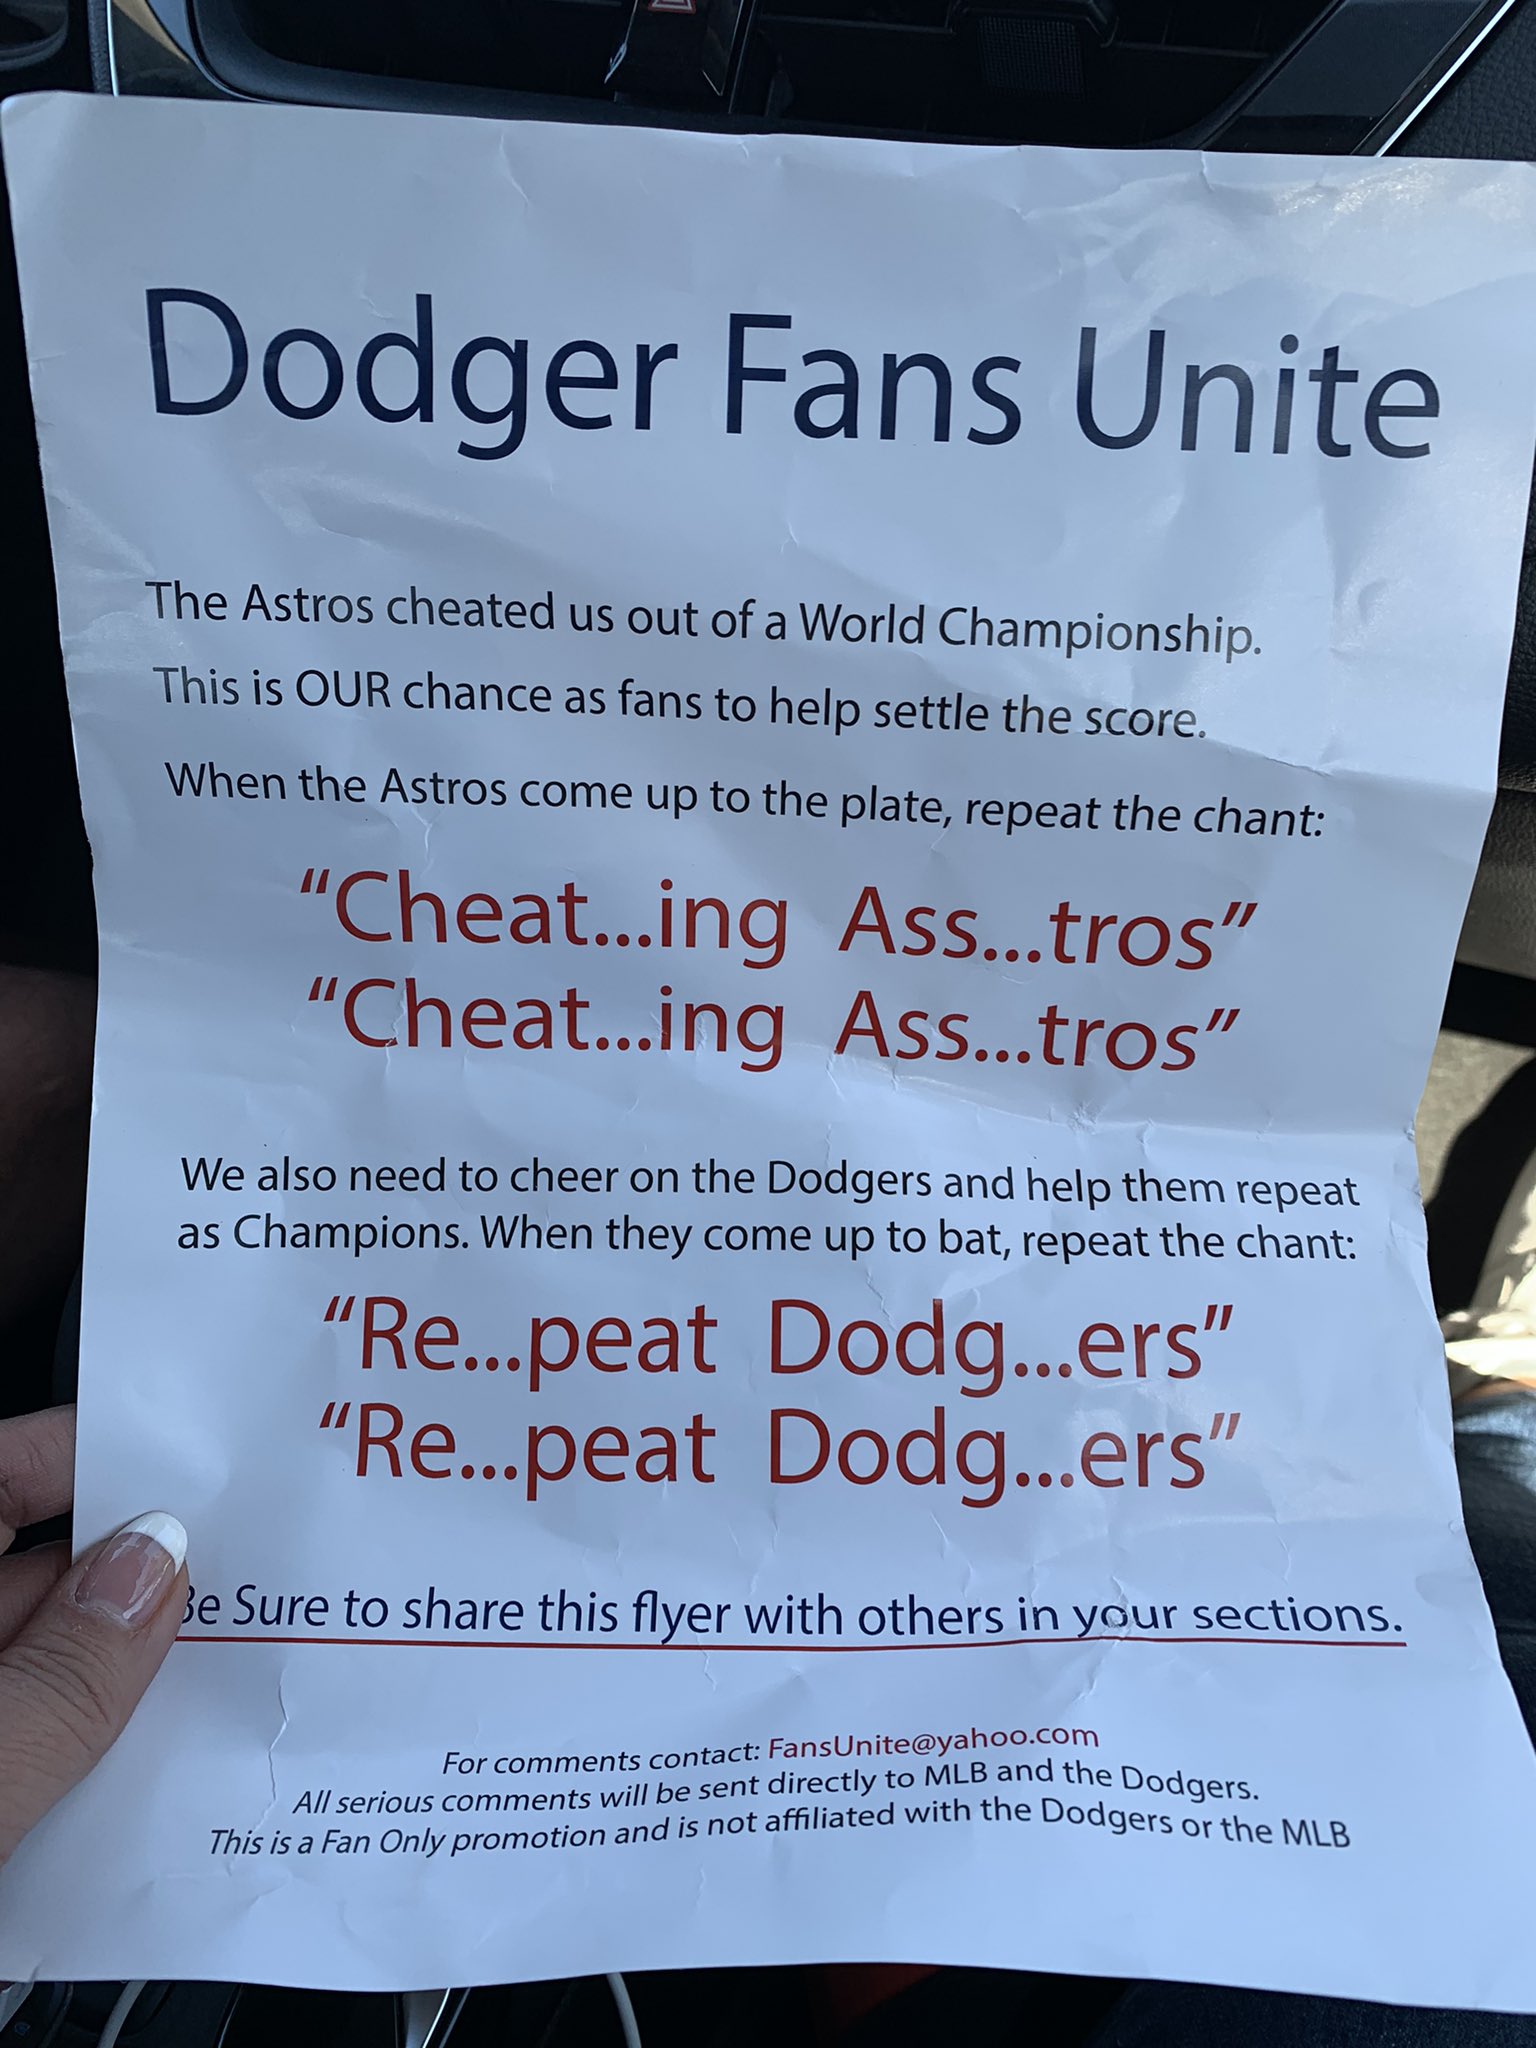 Dodger Fans Unite
The Astros cheated us out of a World Championship.
This is OUR chance as fans to help settle the score.
When the Astros come up to the plate, repeat the chant:
“Cheat...ing Ass...tros”
“Cheat...ing Ass...tros”
We also need to cheer on the Dodgers and help them repeat
as Champions. When they come up to bat, repeat the chant:
“Re...peat Dodg...ers”
“Re...peat Dodg...ers”
Be Sure to share this flyer with others in your sections.
For comments contact: FansUnite@yahoo.com
All serious comments will be sent directly to MLB and the Dodgers.
This is a Fan Only promotion and is not affiliated with the Dodgers or the MLB